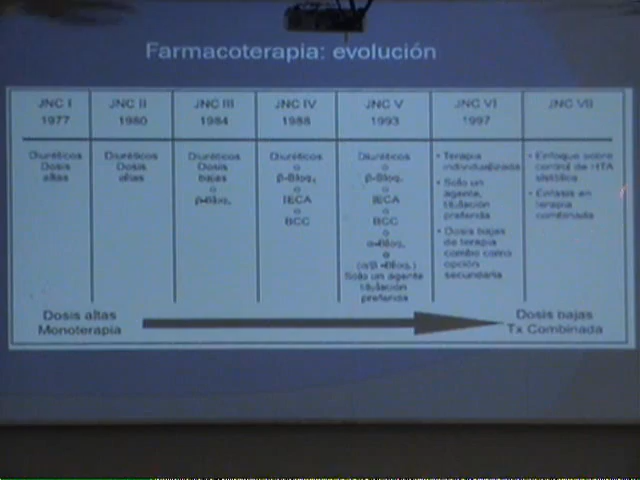 Farmacoterapia: evolución
JNC I
1977
Diuréticos
Dosis
altas
JNC II
1980
Diuréticos
Dosis
altas
JNC III
1984
Diuréticos
Dosis
bajas
o
β-Bloq.
JNC IV
1988
Diuréticos
o
β-Bloq.
o
IECA
o
BCC
JNC V
1993
Diuréticos
o
β-Bloq.
o
IECA
o
BCC
o
α-Bloq.
o
(α/β -Bloq.)
Solo un agente
titulación
preferida
JNC VI
1997
• Terapia
individualizada
• Solo un
agente,
titulación
preferida
• Dosis bajas
de terapia
combo como
opción
secundaria
JNC VII
• Enfoque sobre
control de HTA
sistólica
• Énfasis en
terapia
combinada
Dosis altas
Monoterapia
Dosis bajas
Tx Combinada